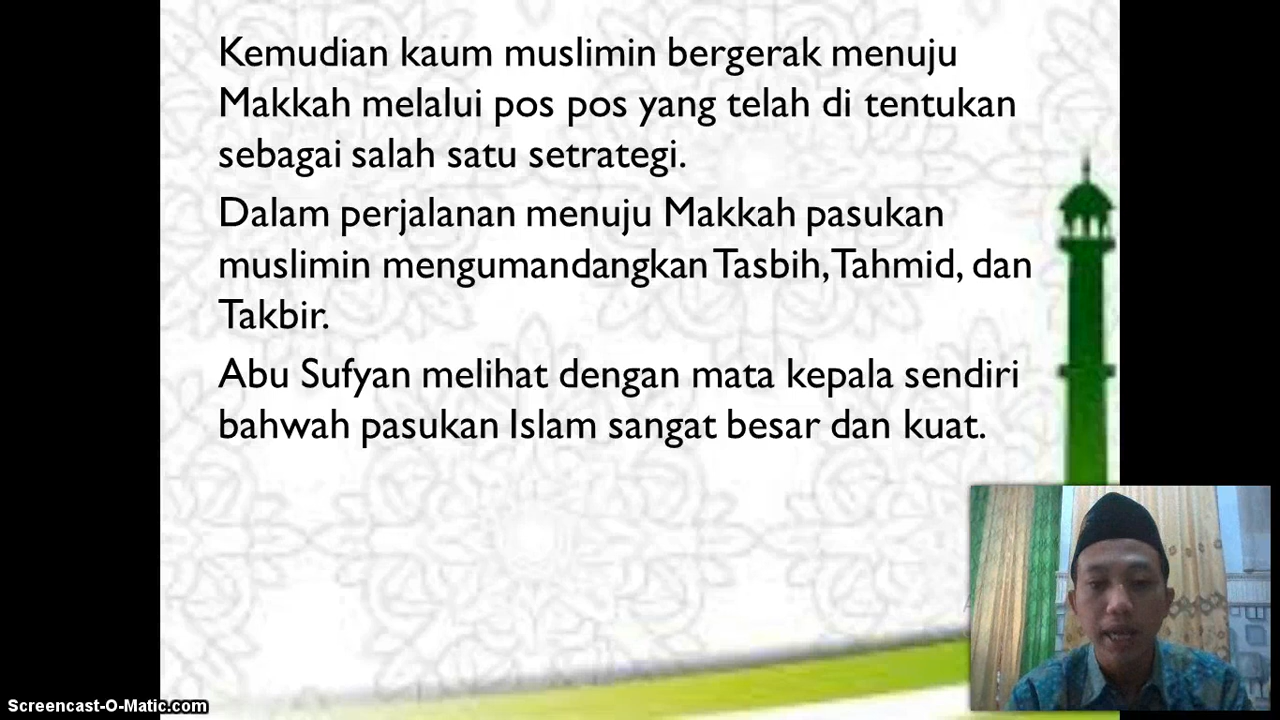 Kemudian kaum muslimin bergerak menuju
Makkah melalui pos pos yang telah di tentukan
sebagai salah satu setrategi.
Dalam perjalanan menuju Makkah pasukan
muslimin mengumandangkan Tasbih, Tahmid, dan
Takbir.
Abu Sufyan melihat dengan mata kepala sendiri
bahwah pasukan Islam sangat besar dan kuat.
Screencast-O-Matic.com